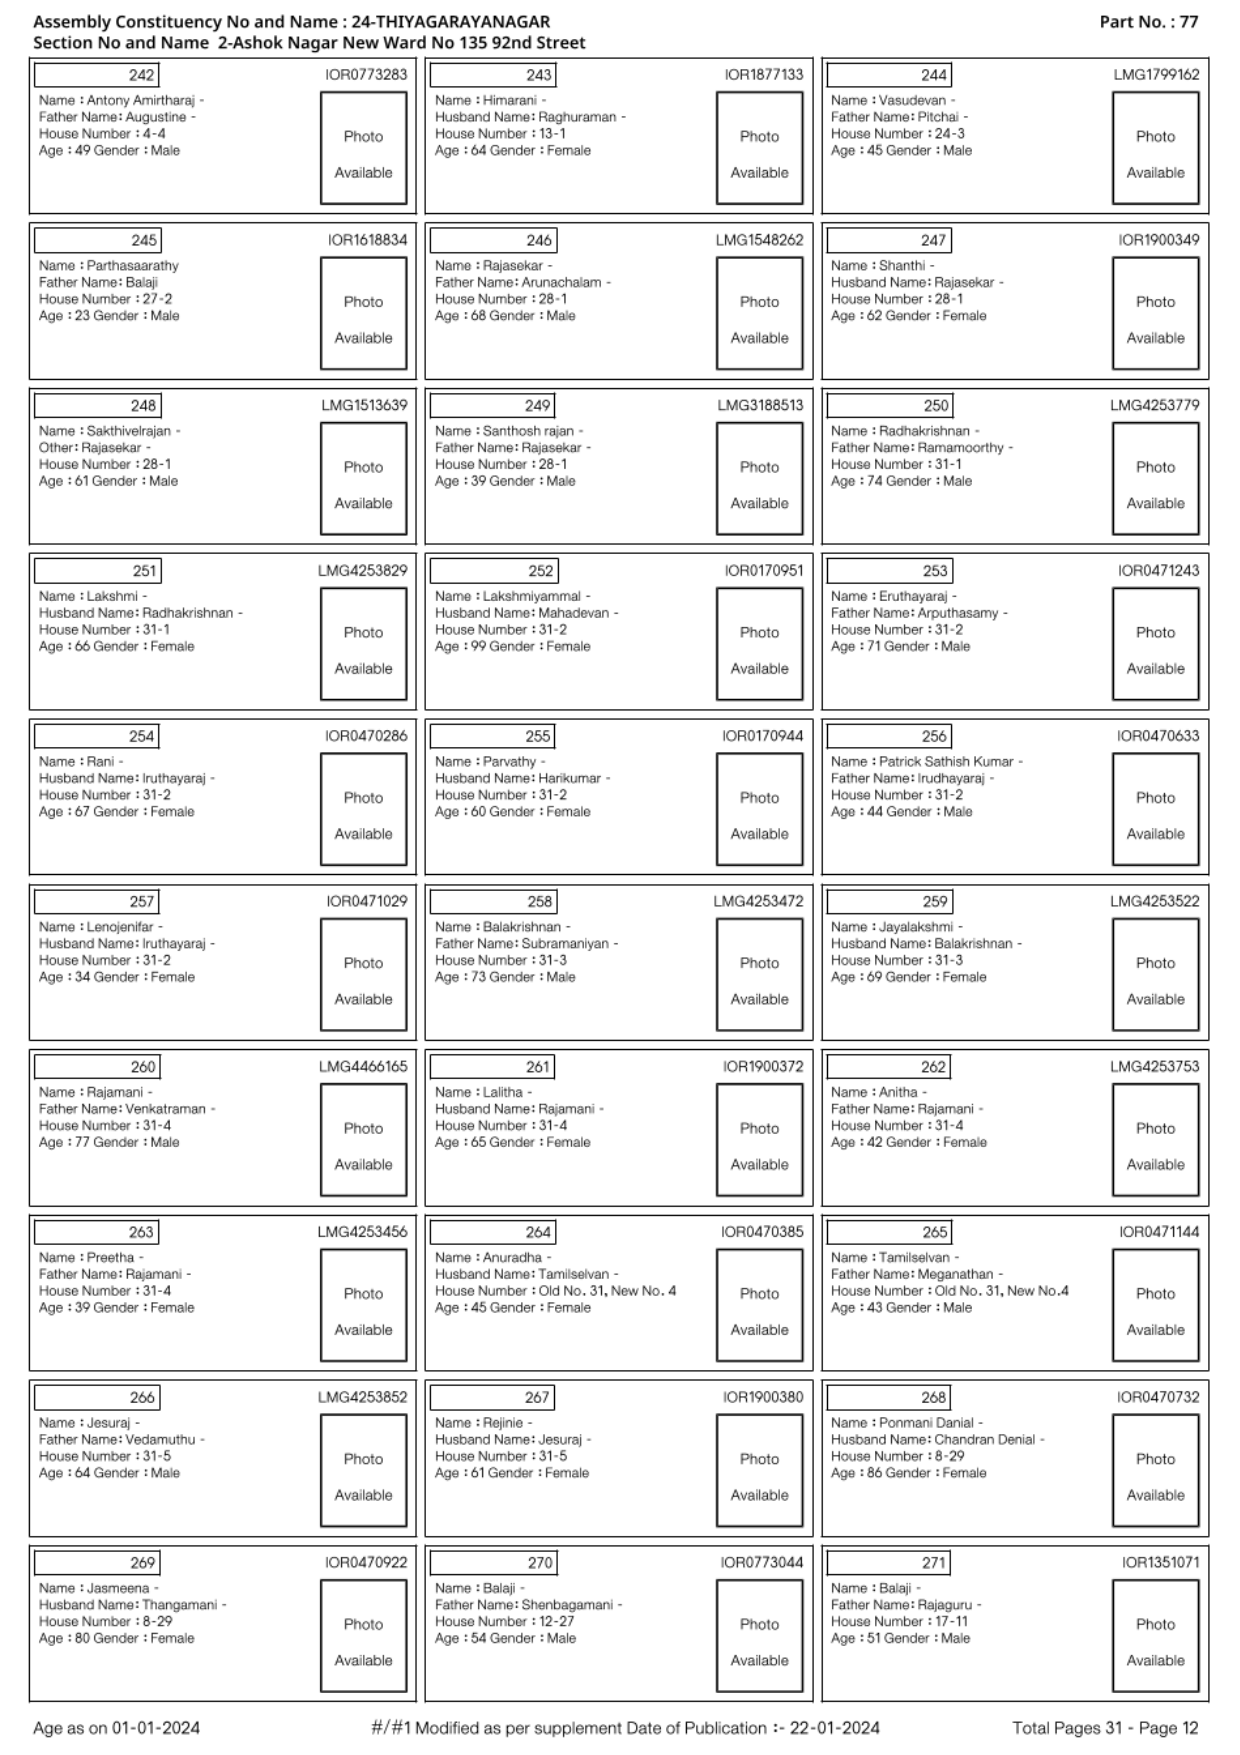 Assembly Constituency No and Name : 24-THIYAGARAYANAGAR
Part No. : 77
Section No and Name 2-Ashok Nagar New Ward No 135 92nd Street
242
IOR0773283
Name : Antony Amirtharaj -
Father Name: Augustine -
House Number : 4-4
Age : 49 Gender : Male
Photo
Available
243
IOR1877133
Name : Himarani -
Husband Name: Raghuraman -
House Number : 13-1
Age : 64 Gender : Female
Photo
Available
244
LMG1799162
Name : Vasudevan -
Father Name: Pitchai -
House Number : 24-3
Age : 45 Gender : Male
Photo
Available
245
IOR1618834
Name : Parthasaarathy
Father Name: Balaji
House Number : 27-2
Age : 23 Gender : Male
Photo
Available
246
LMG1548262
Name : Rajasekar -
Father Name: Arunachalam -
House Number : 28-1
Age : 68 Gender : Male
Photo
Available
247
IOR1900349
Name : Shanthi -
Husband Name: Rajasekar -
House Number : 28-1
Age : 62 Gender : Female
Photo
Available
248
LMG1513639
Name : Sakthivelrajan -
Other: Rajasekar -
House Number : 28-1
Age : 61 Gender : Male
Photo
Available
249
LMG3188513
Name : Santhosh rajan -
Father Name: Rajasekar -
House Number : 28-1
Age : 39 Gender : Male
Photo
Available
250
LMG4253779
Name : Radhakrishnan -
Father Name: Ramamoorthy -
House Number : 31-1
Age : 74 Gender : Male
Photo
Available
251
LMG4253829
Name : Lakshmi -
Husband Name: Radhakrishnan -
House Number : 31-1
Age : 66 Gender : Female
Photo
Available
252
IOR0170951
Name : Lakshmiyammal -
Husband Name: Mahadevan -
House Number : 31-2
Age : 99 Gender : Female
Photo
Available
253
IOR0471243
Name : Eruthayaraj -
Father Name: Arputhasamy -
House Number : 31-2
Age : 71 Gender : Male
Photo
Available
254
IOR0470286
Name : Rani -
Husband Name: Iruthayaraj -
House Number : 31-2
Age : 67 Gender : Female
Photo
Available
255
IOR0170944
Name : Parvathy -
Husband Name: Harikumar -
House Number : 31-2
Age : 60 Gender : Female
Photo
Available
256
IOR0470633
Name : Patrick Sathish Kumar -
Father Name: Irudhayaraj -
House Number : 31-2
Age : 44 Gender : Male
Photo
Available
257
IOR0471029
Name : Lenojenifar -
Husband Name: Iruthayaraj -
House Number : 31-2
Age : 34 Gender : Female
Photo
Available
258
LMG4253472
Name : Balakrishnan -
Father Name: Subramaniyan -
House Number : 31-3
Age : 73 Gender : Male
Photo
Available
259
LMG4253522
Name : Jayalakshmi -
Husband Name: Balakrishnan -
House Number : 31-3
Age : 69 Gender : Female
Photo
Available
260
LMG4466165
Name : Rajamani -
Father Name: Venkatraman -
House Number : 31-4
Age : 77 Gender : Male
Photo
Available
261
IOR1900372
Name : Lalitha -
Husband Name: Rajamani -
House Number : 31-4
Age : 65 Gender : Female
Photo
Available
262
LMG4253753
Name : Anitha -
Father Name: Rajamani -
House Number : 31-4
Age : 42 Gender : Female
Photo
Available
263
LMG4253456
Name : Preetha -
Father Name: Rajamani -
House Number : 31-4
Age : 39 Gender : Female
Photo
Available
264
IOR0470385
Name : Anuradha -
Husband Name: Tamilselvan -
House Number : Old No. 31, New No. 4
Age : 45 Gender : Female
Photo
Available
265
IOR0471144
Name : Tamilselvan -
Father Name: Meganathan -
House Number : Old No. 31, New No.4
Age : 43 Gender : Male
Photo
Available
266
LMG4253852
Name : Jesuraj -
Father Name: Vedamuthu -
House Number : 31-5
Age : 64 Gender : Male
Photo
Available
267
IOR1900380
Name : Rejinie -
Husband Name: Jesuraj -
House Number : 31-5
Age : 61 Gender : Female
Photo
Available
268
IOR0470732
Name : Ponmani Danial -
Husband Name: Chandran Denial -
House Number : 8-29
Age : 86 Gender : Female
Photo
Available
269
IOR0470922
Name : Jasmeena -
Husband Name: Thangamani -
House Number : 8-29
Age : 80 Gender : Female
Photo
Available
270
IOR0773044
Name : Balaji -
Father Name: Shenbagamani -
House Number : 12-27
Age : 54 Gender : Male
Photo
Available
271
IOR1351071
Name : Balaji -
Father Name: Rajaguru -
House Number : 17-11
Age : 51 Gender : Male
Photo
Available
Age as on 01-01-2024
#/#1 Modified as per supplement Date of Publication :- 22-01-2024
Total Pages 31 - Page 12